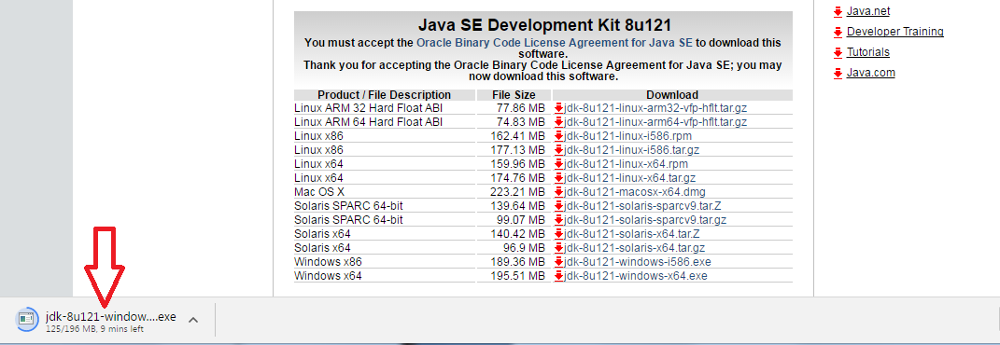 Java SE Development Kit 8u121
You must accept the Oracle Binary Code License Agreement for Java SE to download this
software.
Thank you for accepting the Oracle Binary Code License Agreement for Java SE; you may
now download this software.
Product / File Description File Size Download
Linux ARM 32 Hard Float ABI 77.86 MB jdk-8u121-linux-arm32-vfp-hflt.tar.gz
Linux ARM 64 Hard Float ABI 74.83 MB jdk-8u121-linux-arm64-vfp-hflt.tar.gz
Linux x86 162.41 MB jdk-8u121-linux-i586.rpm
Linux x86 177.13 MB jdk-8u121-linux-i586.tar.gz
Linux x64 159.96 MB jdk-8u121-linux-x64.rpm
Linux x64 174.76 MB jdk-8u121-linux-x64.tar.gz
Mac OS X 223.21 MB jdk-8u121-macosx-x64.dmg
Solaris SPARC 64-bit 139.64 MB jdk-8u121-solaris-sparcv9.tar.Z
Solaris SPARC 64-bit 99.07 MB jdk-8u121-solaris-sparcv9.tar.gz
Solaris x64 140.42 MB jdk-8u121-solaris-x64.tar.Z
Solaris x64 96.9 MB jdk-8u121-solaris-x64.tar.gz
Windows x86 189.36 MB jdk-8u121-windows-i586.exe
Windows x64 195.51 MB jdk-8u121-windows-x64.exe
Java.net
Developer Training
Tutorials
Java.com
jdk-8u121-window....exe
125/196 MB, 9 mins left